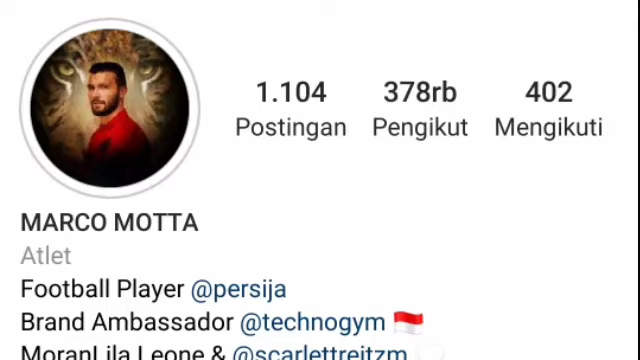 1.104 378rb 402
Postingan Pengikut Mengikuti
MARCO MOTTA
Atlet
Football Player @persija
Brand Ambassador @technogym 🇮🇩
MoranLila Leone & @scarlettreitzm 🤍